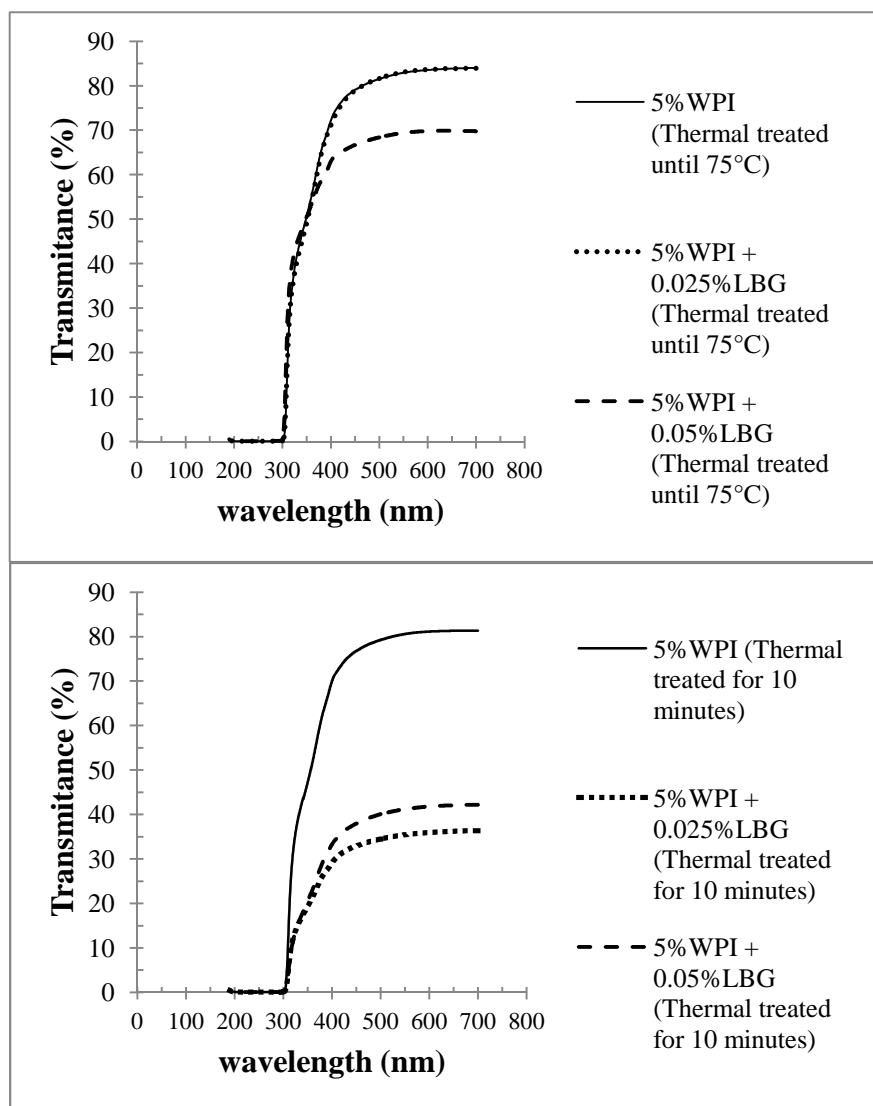 90
80
70
60
50
40
30
20
10
0
Transmitance (%)
0 100 200 300 400 500 600 700 800
wavelength (nm)
5%WPI
(Thermal treated
until 75°C)
5%WPI +
0.025%LBG
(Thermal treated
until 75°C)
5%WPI +
0.05%LBG
(Thermal treated
until 75°C)
90
80
70
60
50
40
30
20
10
0
Transmitance (%)
0 100 200 300 400 500 600 700 800
wavelength (nm)
5%WPI (Thermal
treated for 10
minutes)
5%WPI +
0.025%LBG
(Thermal treated
for 10 minutes)
5%WPI +
0.05%LBG
(Thermal treated
for 10 minutes)